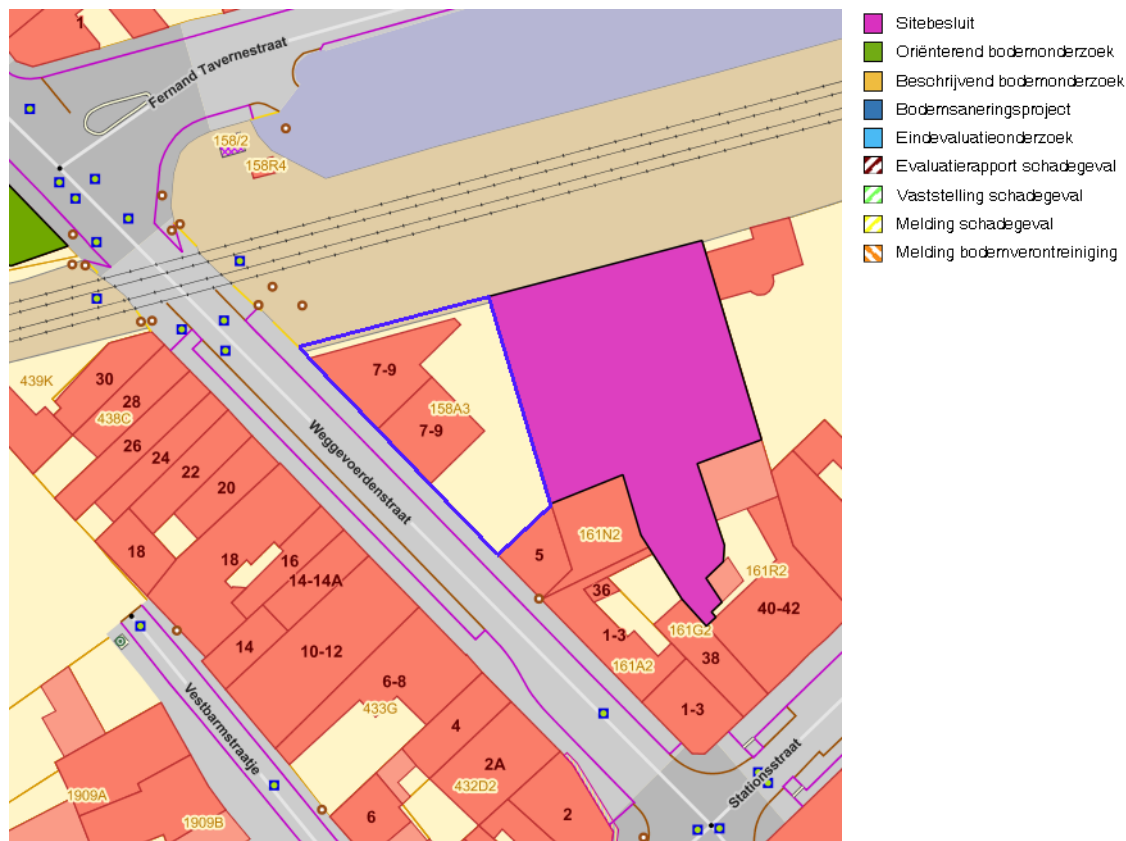 1
Fernand Tavernestraat
158/2
158R4
Sitebesluit
Oriënterend bodemonderzoek
Beschrijvend bodemonderzoek
Bodemsaneringsproject
Eindevaluatieonderzoek
Evaluatierapport schadegeval
Vaststelling schadegeval
Melding schadegeval
Melding bodemverontreiniging
439K
30
28
438C
26
24
22
20
18
18
16
14-14A
14
10-12
6-8
433G
4
2A
432D2
2
6
7-9
158A3
7-9
Weggevoerdenstraat
5
161N2
36
1-3
161A2
161G2
38
1-3
161R2
40-42
Vestbarmstraatje
Stationsstraat
1909A
1909B